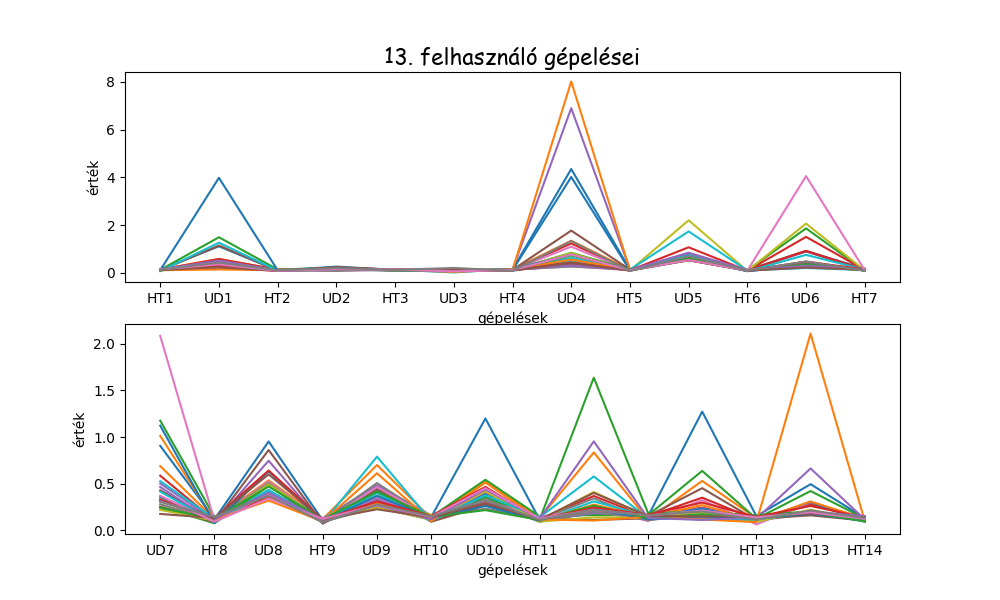 13. felhasználó gépelései
8
6
4
2
0
érték
HT1 UD1 HT2 UD2 HT3 UD3 HT4 UD4 HT5 UD5 HT6 UD6 HT7
gépelések
2.0
1.5
1.0
0.5
0.0
érték
UD7 HT8 UD8 HT9 UD9 HT10 UD10 HT11 UD11 HT12 UD12 HT13 UD13 HT14
gépelések